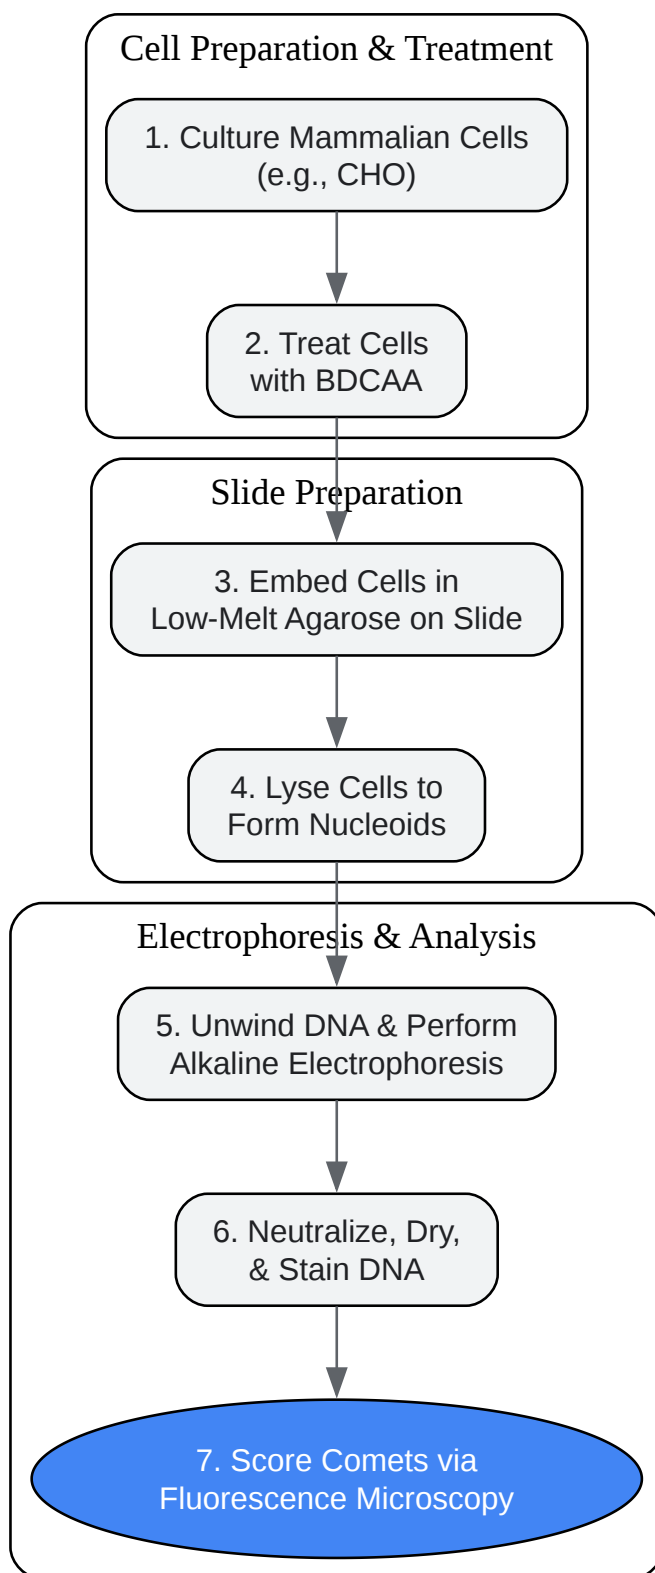 Cell Preparation & Treatment
1. Culture Mammalian Cells
(e.g., CHO)
2. Treat Cells
with BDCAA
Slide Preparation
3. Embed Cells in
Low-Melt Agarose on Slide
4. Lyse Cells to
Form Nucleoids
Electrophoresis & Analysis
5. Unwind DNA & Perform
Alkaline Electrophoresis
6. Neutralize, Dry,
& Stain DNA
7. Score Comets via
Fluorescence Microscopy